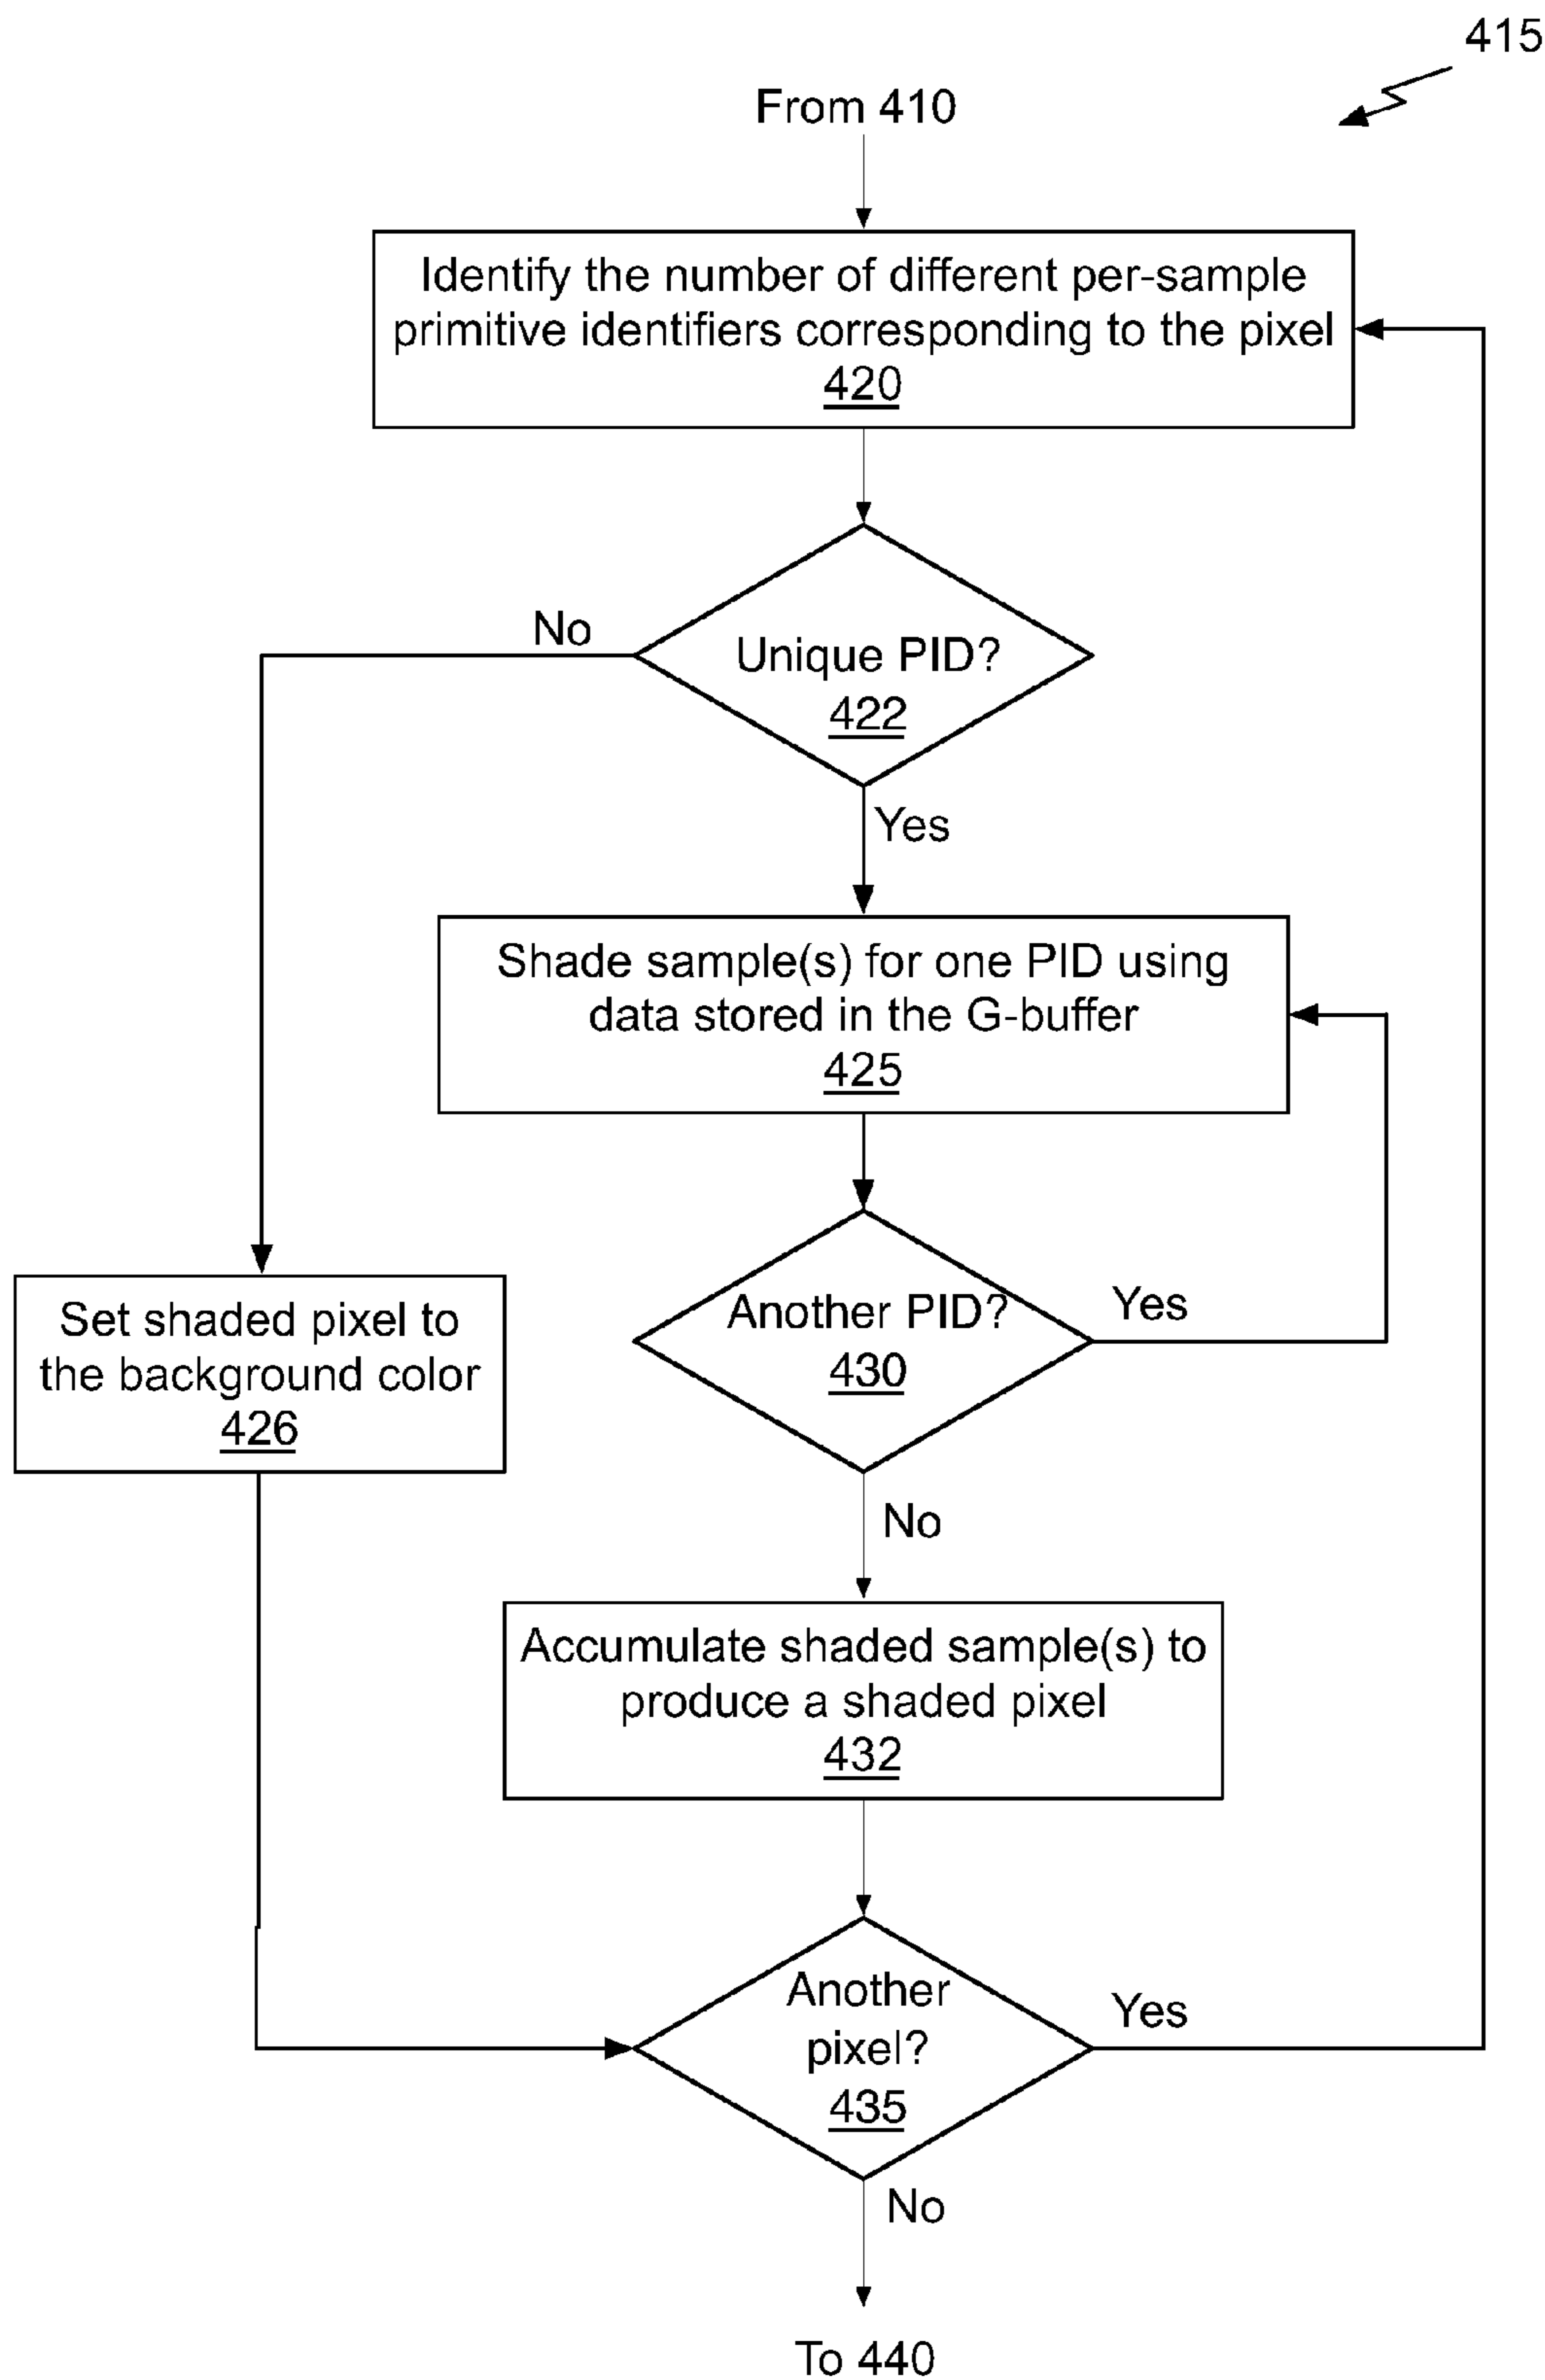 415
From 410
Identify the number of different per-sample
primitive identifiers corresponding to the pixel
420
No
Unique PID?
422
Yes
Shade sample(s) for one PID using
data stored in the G-buffer
425
Set shaded pixel to
the background color
426
Another PID?
430
Yes
No
Accumulate shaded sample(s) to
produce a shaded pixel
432
Another
pixel?
435
Yes
No
To 440